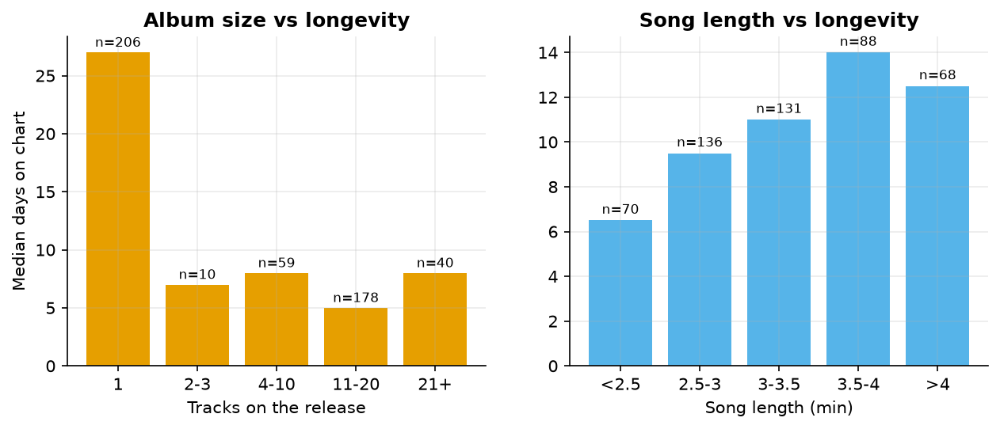 Album size vs longevity
Median days on chart
25
20
15
10
5
0
n=206
n=10
n=59
n=178
n=40
1
2-3
4-10
11-20
21+
Tracks on the release
Song length vs longevity
14
12
10
8
6
4
2
0
n=70
n=136
n=131
n=88
n=68
<2.5
2.5-3
3-3.5
3.5-4
>4
Song length (min)